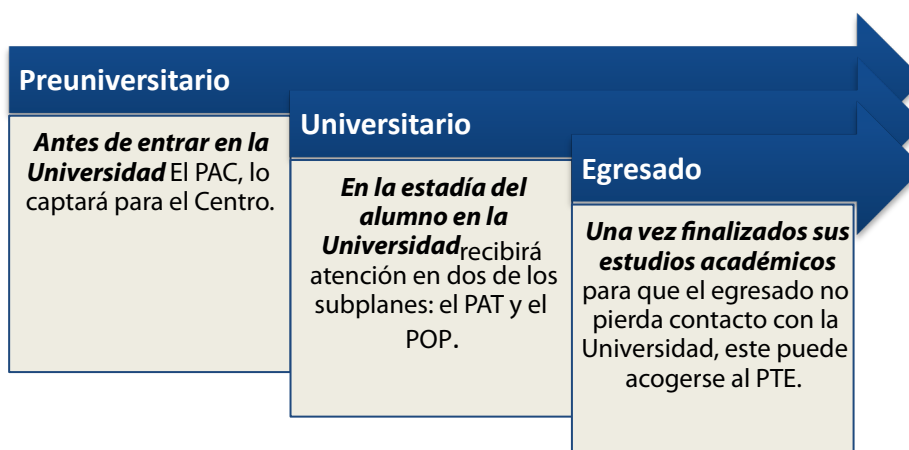 Preuniversitario
Antes de entrar en la
Universidad El PAC, lo
captará para el Centro.
Universitario
En la estadía del
alumno en la
Universidad recibirá
atención en dos de los
subplanes: el PAT y el
POP.
Egresado
Una vez finalizados sus
estudios académicos
para que el egresado no
pierda contacto con la
Universidad, este puede
acogerse al PTE.